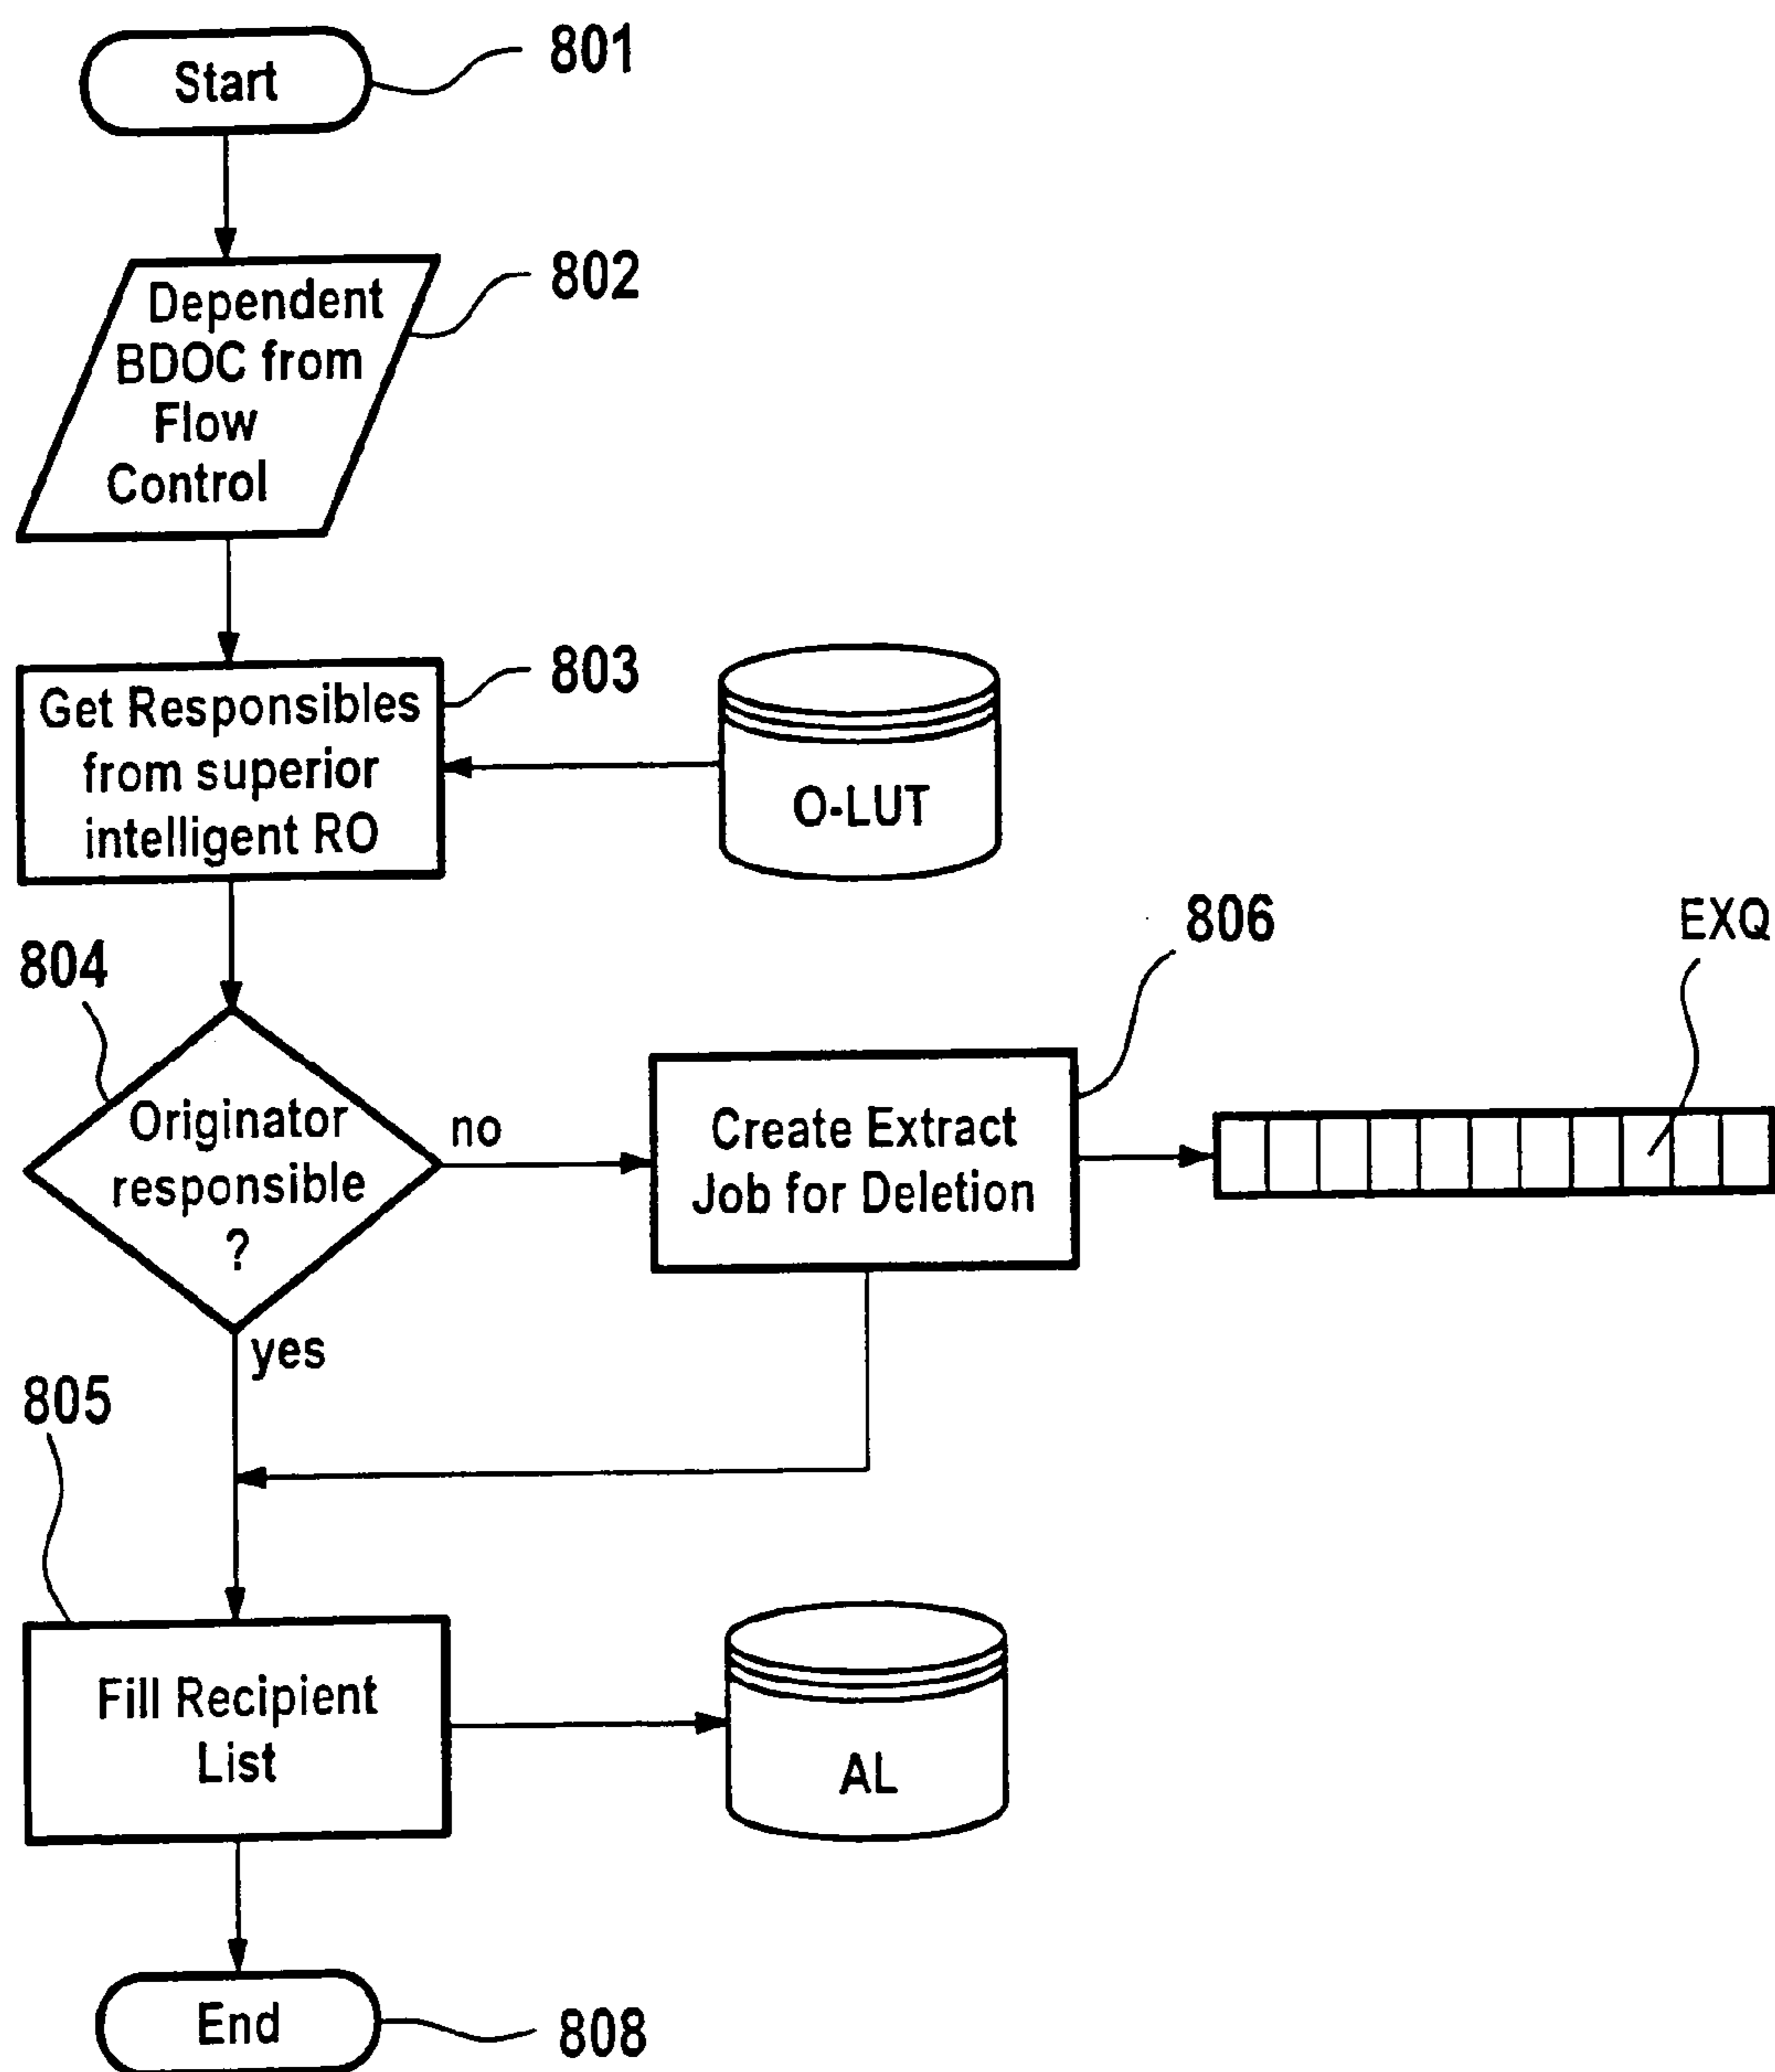 Start
801
Dependent
BDOC from
Flow
Control
802
Get Responsibles
from superior
intelligent RO
803
O-LUT
804
Originator
responsible
?
no
yes
806
Create Extract
Job for Deletion
EXQ
805
Fill Recipient
List
AL
End
808